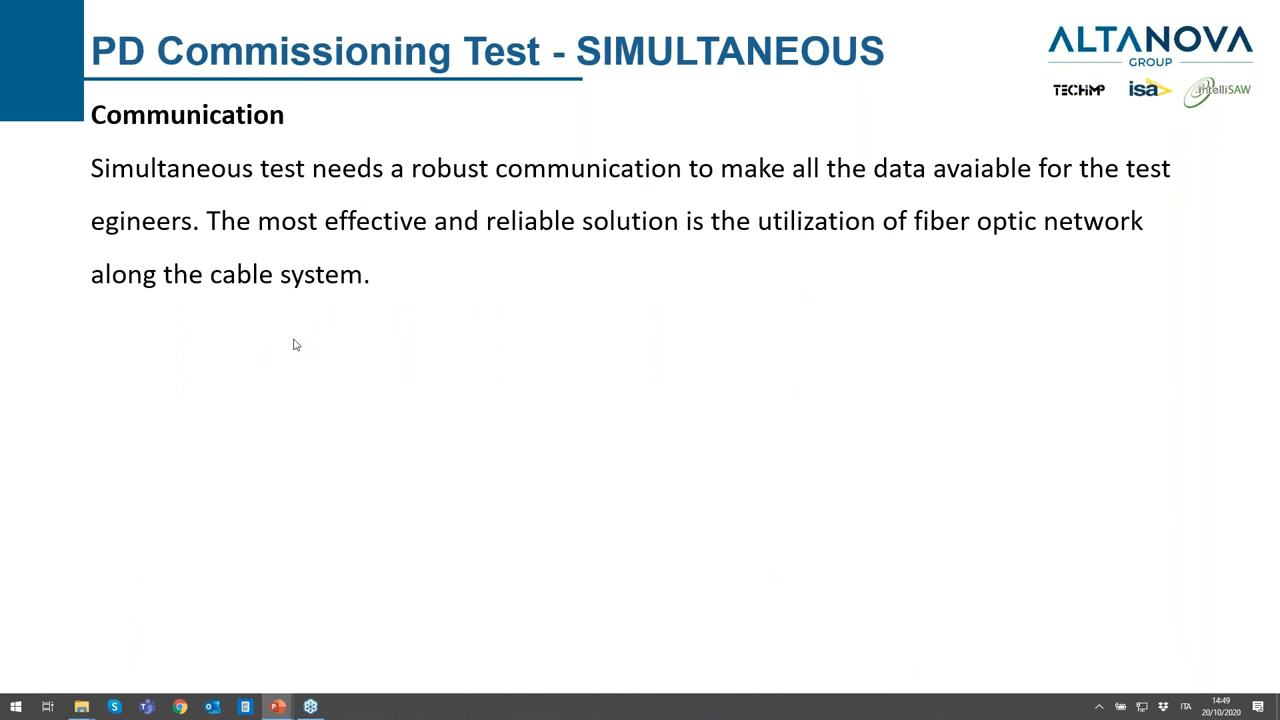 PD Commissioning Test - SIMULTANEOUS
ALTANOVA
GROUP
TECHIMP
isa
intelliSAW
Communication
Simultaneous test needs a robust communication to make all the data avaiable for the test
egineers. The most effective and reliable solution is the utilization of fiber optic network
along the cable system.
ITA
14:49
20/10/2020